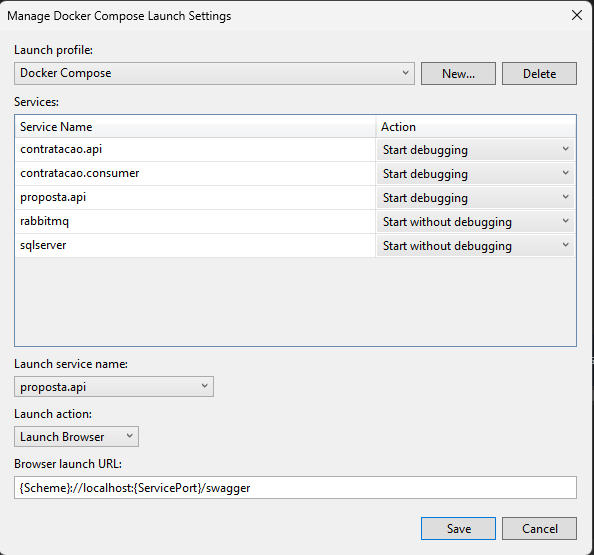 Manage Docker Compose Launch Settings
Launch profile:
Docker Compose New... Delete
Services:
Service Name Action
contratacao.api Start debugging
contratacao.consumer Start debugging
proposta.api Start debugging
rabbitmq Start without debugging
sqlserver Start without debugging
Launch service name:
proposta.api
Launch action:
Launch Browser
Browser launch URL:
{Scheme}://localhost:{ServicePort}/swagger
Save Cancel